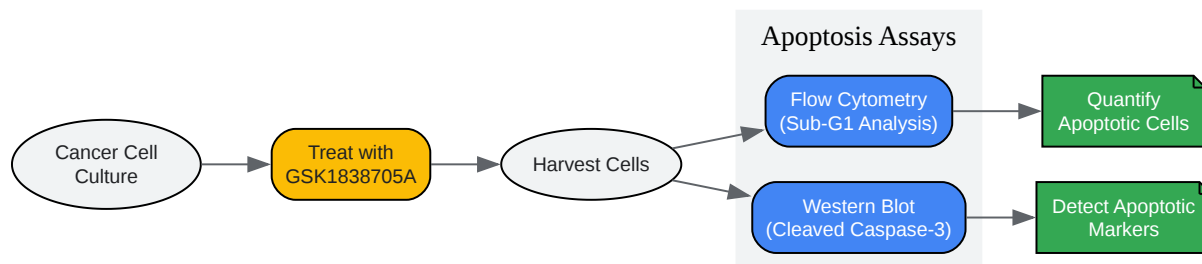 Apoptosis Assays
Cancer Cell
Culture
Treat with
GSK1838705A
Harvest Cells
Flow Cytometry
(Sub-G1 Analysis)
Quantify
Apoptotic Cells
Western Blot
(Cleaved Caspase-3)
Detect Apoptotic
Markers